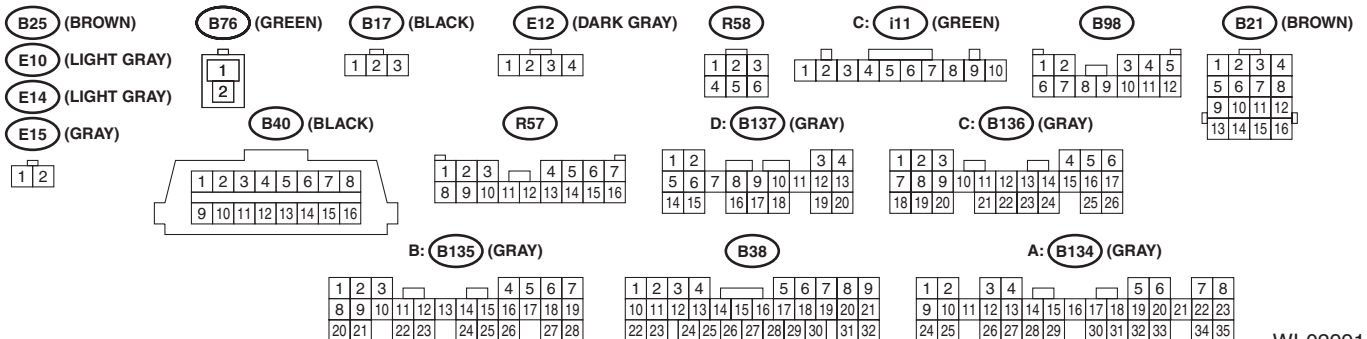 B25 (BROWN)
B76 (GREEN)
B17 (BLACK)
E12 (DARK GRAY)
R58
C: i11 (GREEN)
B98
B21 (BROWN)
E10 (LIGHT GRAY)
E14 (LIGHT GRAY)
E15 (GRAY)
1 2
1
2
1 2 3
1 2 3 4
1 2 3
4 5 6
1 2 3 4 5 6 7 8 9 10
1 2 3 4 5
6 7 8 9 10 11 12
1 2 3 4
5 6 7 8
9 10 11 12
13 14 15 16
B40 (BLACK)
R57
D: B137 (GRAY)
C: B136 (GRAY)
1 2 3 4 5 6 7 8
9 10 11 12 13 14 15 16
1 2 3 4 5 6 7
8 9 10 11 12 13 14 15 16
1 2 3 4
5 6 7 8 9 10 11 12 13
14 15 16 17 18 19 20
1 2 3 4 5 6
7 8 9 10 11 12 13 14 15 16 17
18 19 20 21 22 23 24 25 26
B: B135 (GRAY)
B38
A: B134 (GRAY)
1 2 3 4 5 6 7
8 9 10 11 12 13 14 15 16 17 18 19
20 21 22 23 24 25 26 27 28
1 2 3 4 5 6 7 8 9
10 11 12 13 14 15 16 17 18 19 20 21
22 23 24 25 26 27 28 29 30 31 32
1 2 3 4 5 6 7 8
9 10 11 12 13 14 15 16 17 18 19 20 21 22 23
24 25 26 27 28 29 30 31 32 33 34 35